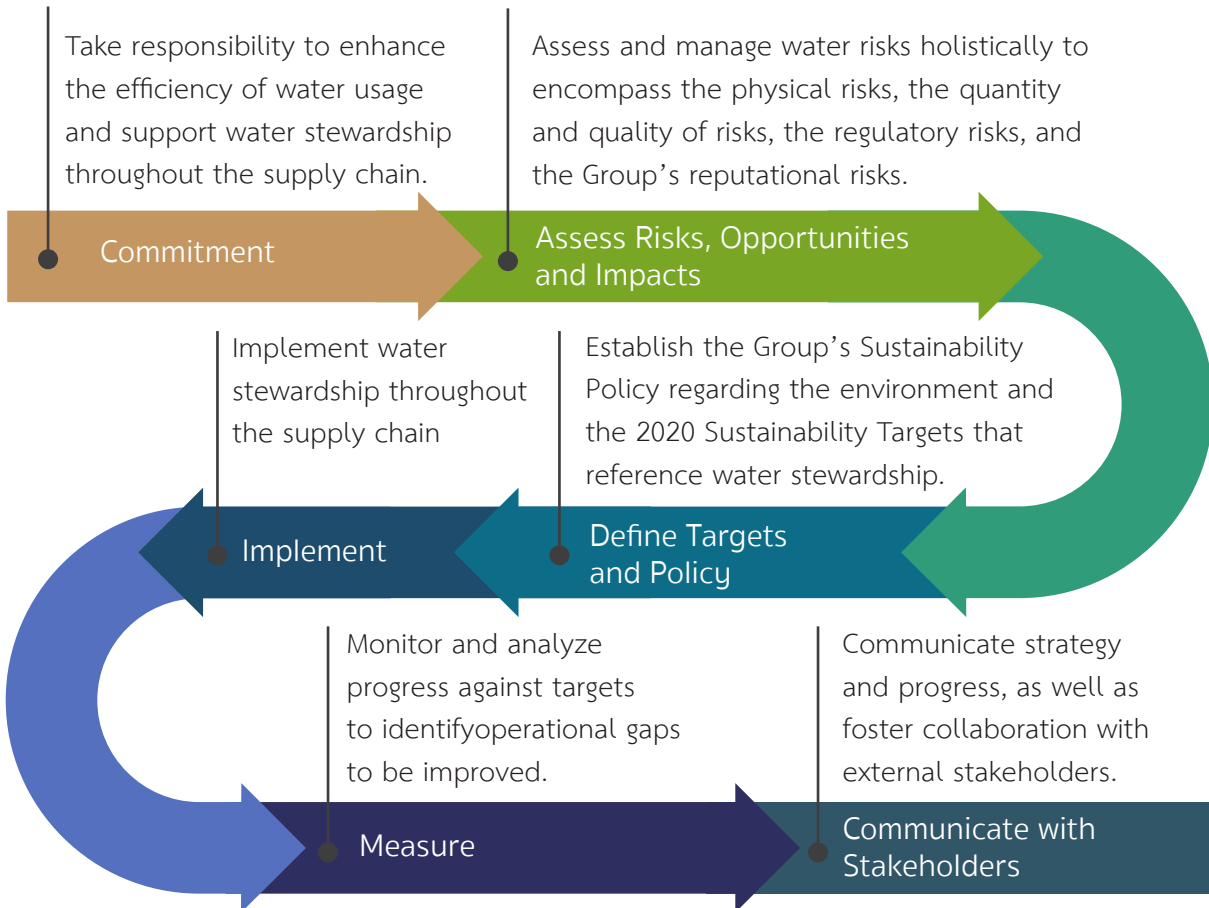 Take responsibility to enhance
the efficiency of water usage
and support water stewardship
throughout the supply chain.
Commitment
Assess and manage water risks holistically to
encompass the physical risks, the quantity
and quality of risks, the regulatory risks, and
the Group’s reputational risks.
Assess Risks, Opportunities
and Impacts
Establish the Group’s Sustainability
Policy regarding the environment and
the 2020 Sustainability Targets that
reference water stewardship.
Define Targets
and Policy
Implement water
stewardship throughout
the supply chain
Implement
Monitor and analyze
progress against targets
to identifyoperational gaps
to be improved.
Measure
Communicate strategy
and progress, as well as
foster collaboration with
external stakeholders.
Communicate with
Stakeholders